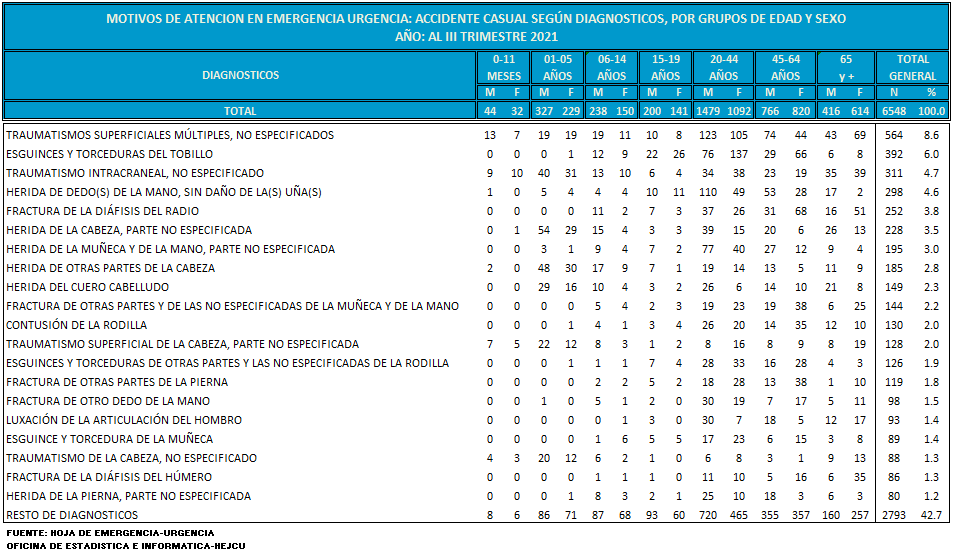 MOTIVOS DE ATENCION EN EMERGENCIA URGENCIA: ACCIDENTE CASUAL SEGÚN DIAGNOSTICOS, POR GRUPOS DE EDAD Y SEXO
AÑO: AL III TRIMESTRE 2021
DIAGNOSTICOS 0-11 MESES 01-05 AÑOS 06-14 AÑOS 15-19 AÑOS 20-44 AÑOS 45-64 AÑOS 65 y + TOTAL GENERAL
M F M F M F M F M F M F M F N %
TOTAL 44 32 327 229 238 150 200 141 1479 1092 766 820 416 614 6548 100.0
TRAUMATISMOS SUPERFICIALES MÚLTIPLES, NO ESPECIFICADOS 13 7 19 19 19 11 10 8 123 105 74 44 43 69 564 8.6
ESGUINCES Y TORCEDURAS DEL TOBILLO 0 0 0 1 12 9 22 26 76 137 29 66 6 8 392 6.0
TRAUMATISMO INTRACRANEAL, NO ESPECIFICADO 9 10 40 31 13 10 6 4 34 38 23 19 35 39 311 4.7
HERIDA DE DEDO(S) DE LA MANO, SIN DAÑO DE LA(S) UÑA(S) 1 0 5 4 4 4 10 11 110 49 53 28 17 2 298 4.6
FRACTURA DE LA DIÁFISIS DEL RADIO 0 0 0 0 11 2 7 3 37 26 31 68 16 51 252 3.8
HERIDA DE LA CABEZA, PARTE NO ESPECIFICADA 0 1 54 29 15 4 3 3 39 15 20 6 26 13 228 3.5
HERIDA DE LA MUÑECA Y DE LA MANO, PARTE NO ESPECIFICADA 0 0 3 1 9 4 7 2 77 40 27 12 9 4 195 3.0
HERIDA DE OTRAS PARTES DE LA CABEZA 2 0 48 30 17 9 7 1 19 14 13 5 11 9 185 2.8
HERIDA DEL CUERO CABELLUDO 0 0 29 16 10 4 3 2 26 6 14 10 21 8 149 2.3
FRACTURA DE OTRAS PARTES Y DE LAS NO ESPECIFICADAS DE LA MUÑECA Y DE LA MANO 0 0 0 0 5 4 2 3 19 23 19 38 6 25 144 2.2
CONTUSIÓN DE LA RODILLA 0 0 0 1 4 1 3 4 26 20 14 35 12 10 130 2.0
TRAUMATISMO SUPERFICIAL DE LA CABEZA, PARTE NO ESPECIFICADA 7 5 22 12 8 3 1 2 8 16 8 9 8 19 128 2.0
ESGUINCES Y TORCEDURAS DE OTRAS PARTES Y LAS NO ESPECIFICADAS DE LA RODILLA 0 0 0 1 1 1 7 4 28 33 16 28 4 3 126 1.9
FRACTURA DE OTRAS PARTES DE LA PIERNA 0 0 0 0 2 2 5 2 18 28 13 38 1 10 119 1.8
FRACTURA DE OTRO DEDO DE LA MANO 0 0 1 0 5 1 2 0 30 19 7 17 5 11 98 1.5
LUXACIÓN DE LA ARTICULACIÓN DEL HOMBRO 0 0 0 0 0 1 3 0 30 7 18 5 12 17 93 1.4
ESGUINCE Y TORCEDURA DE LA MUÑECA 0 0 0 0 1 6 5 5 17 23 6 15 3 8 89 1.4
TRAUMATISMO DE LA CABEZA, NO ESPECIFICADO 4 3 20 12 6 2 1 0 6 8 3 1 9 13 88 1.3
FRACTURA DE LA DIÁFISIS DEL HÚMERO 0 0 0 0 1 1 1 0 11 10 5 16 6 35 86 1.3
HERIDA DE LA PIERNA, PARTE NO ESPECIFICADA 0 0 0 1 8 3 2 1 25 10 18 3 6 3 80 1.2
RESTO DE DIAGNOSTICOS 8 6 86 71 87 68 93 60 720 465 355 357 160 257 2793 42.7
FUENTE: HOJA DE EMERGENCIA-URGENCIA
OFICINA DE ESTADISTICA E INFORMATICA-HEJCU